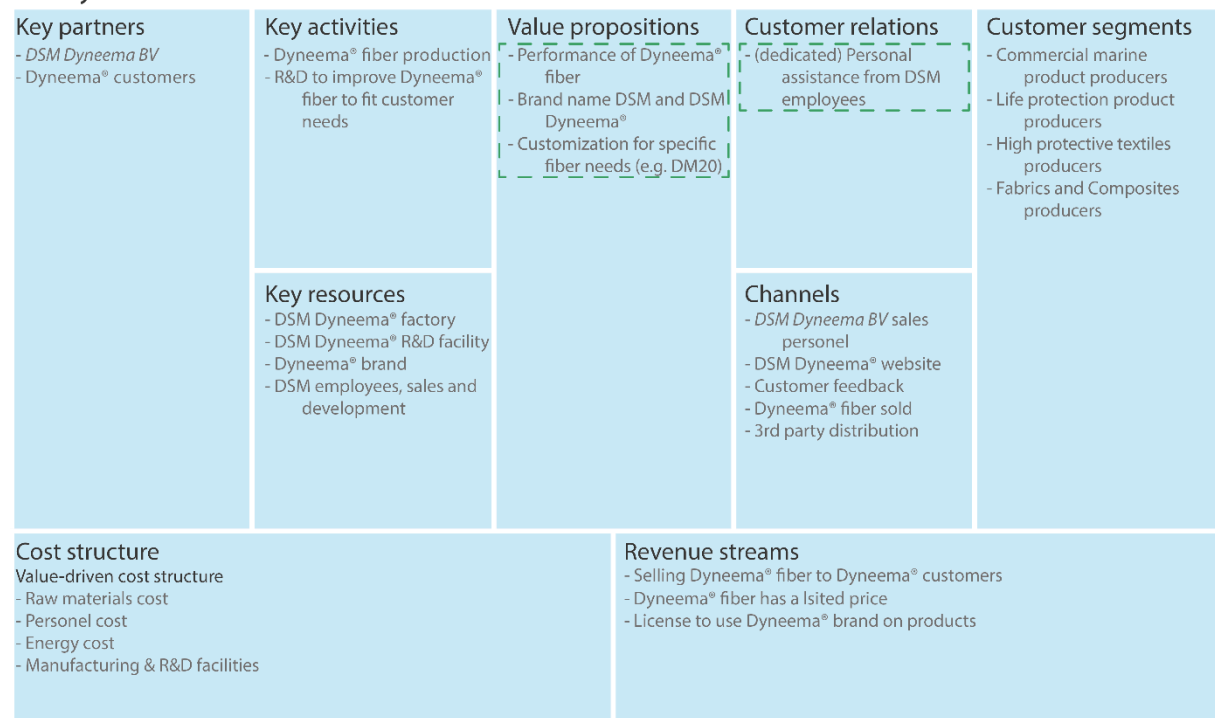 Key partners
- DSM Dyneema BV
- Dyneema® customers
Key activities
- Dyneema® fiber production
- R&D to improve Dyneema®
fiber to fit customer
needs
Key resources
- DSM Dyneema® factory
- DSM Dyneema® R&D facility
- Dyneema® brand
- DSM employees, sales and
development
Value propositions
- Performance of Dyneema®
fiber
- Brand name DSM and DSM
Dyneema®
- Customization for specific
fiber needs (e.g. DM20)
Customer relations
- (dedicated) Personal
assistance from DSM
employees
Channels
- DSM Dyneema BV sales
personel
- DSM Dyneema® website
- Customer feedback
- Dyneema® fiber sold
- 3rd party distribution
Customer segments
- Commercial marine
product producers
- Life protection product
producers
- High protective textiles
producers
- Fabrics and Composites
producers
Cost structure
Value-driven cost structure
- Raw materials cost
- Personel cost
- Energy cost
- Manufacturing & R&D facilities
Revenue streams
- Selling Dyneema® fiber to Dyneema® customers
- Dyneema® fiber has a lsited price
- License to use Dyneema® brand on products